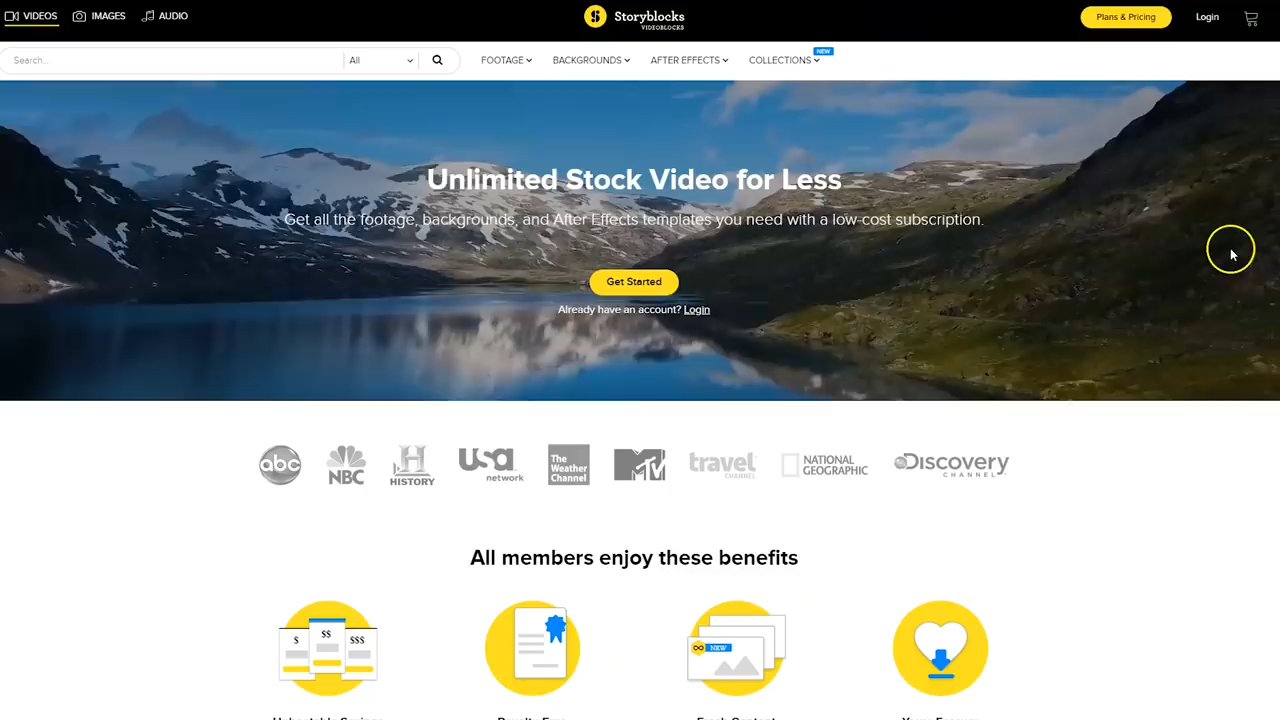 VIDEOS IMAGES AUDIO
Storyblocks
VIDEOBLOCKS
Plans & Pricing Login
NEW
Search... All FOOTAGE BACKGROUNDS AFTER EFFECTS COLLECTIONS
Unlimited Stock Video for Less
Get all the footage, backgrounds, and After Effects templates you need with a low-cost subscription.
Get Started
Already have an account? Login
abc NBC HISTORY usa network The Weather Channel MTV travel CHANNEL NATIONAL GEOGRAPHIC Discovery CHANNEL
All members enjoy these benefits
$ $$ $$$
NEW